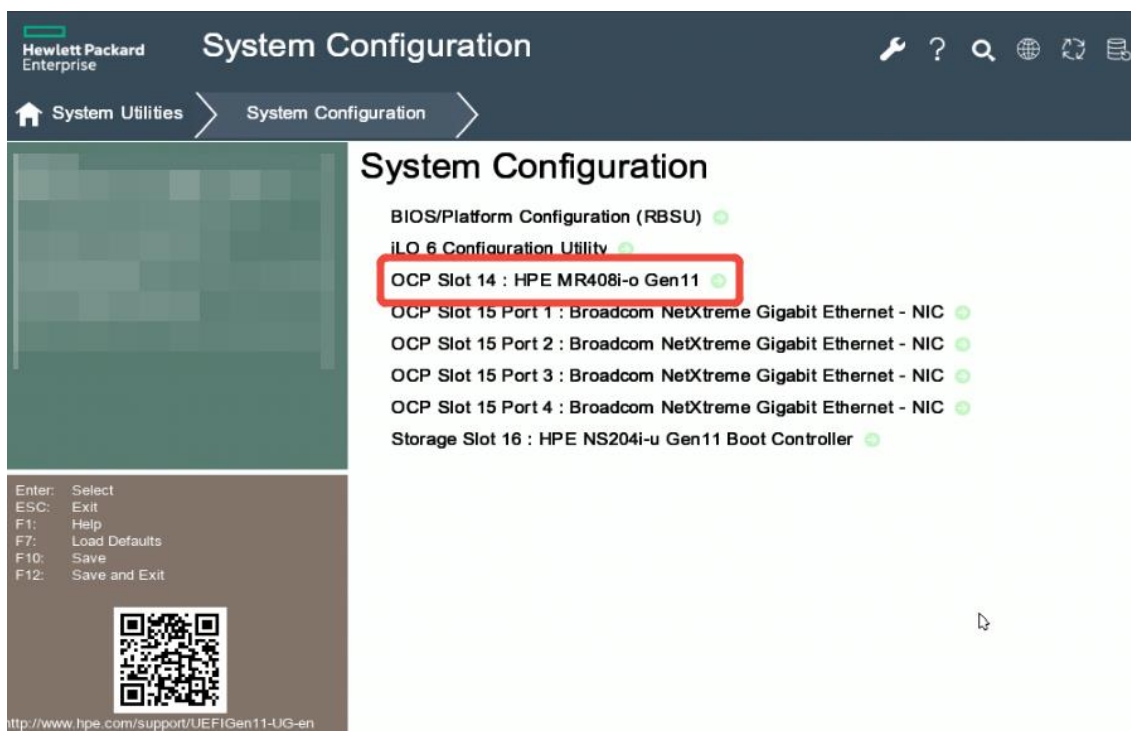 Hewlett Packard
Enterprise
System Configuration
System Utilities
System Configuration
System Configuration
BIOS/Platform Configuration (RBSU)
iLO 6 Configuration Utility
OCP Slot 14 : HPE MR408i-o Gen11
OCP Slot 15 Port 1 : Broadcom NetXtreme Gigabit Ethernet - NIC
OCP Slot 15 Port 2 : Broadcom NetXtreme Gigabit Ethernet - NIC
OCP Slot 15 Port 3 : Broadcom NetXtreme Gigabit Ethernet - NIC
OCP Slot 15 Port 4 : Broadcom NetXtreme Gigabit Ethernet - NIC
Storage Slot 16 : HPE NS204i-u Gen11 Boot Controller
Enter: Select
ESC: Exit
F1: Help
F7: Load Defaults
F10: Save
F12: Save and Exit
http://www.hpe.com/support/UEFIGen11-UG-en